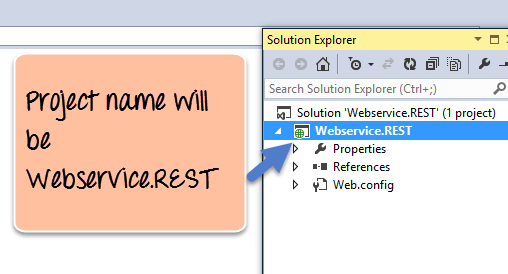 Project name will
be
Webservice.REST
Solution Explorer
Search Solution Explorer (Ctrl+;)
Solution 'Webservice.REST' (1 project)
Webservice.REST
Properties
References
Web.config